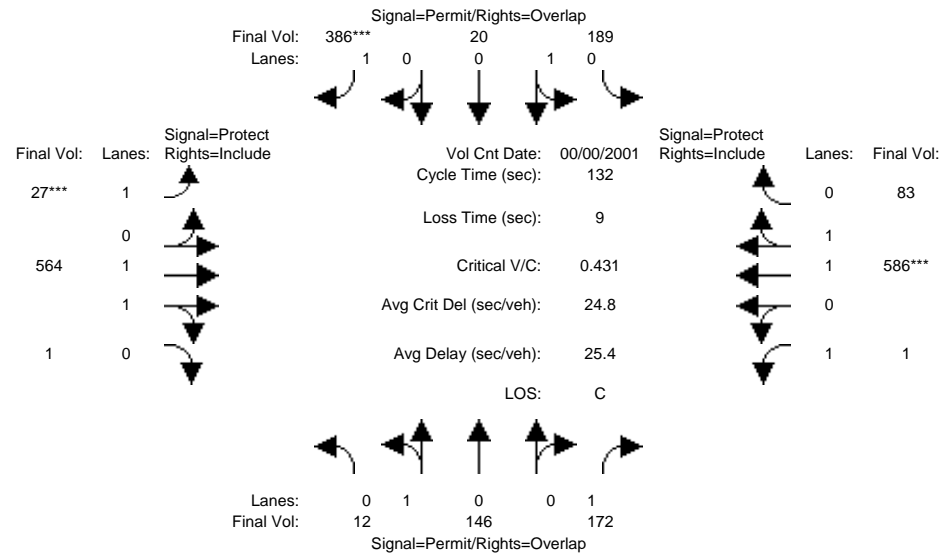 Signal=Permit/Rights=Overlap
Final Vol: 386*** 20 189
Lanes: 1 0 0 1 0
Signal=Protect Signal=Protect
Final Vol: Lanes: Rights=Include Vol Cnt Date: 00/00/2001 Rights=Include Lanes: Final Vol:
Cycle Time (sec): 132
27*** 1 0 83
Loss Time (sec): 9
0 1
564 1 Critical V/C: 0.431 1 586***
1 Avg Crit Del (sec/veh): 24.8 0
1 0 Avg Delay (sec/veh): 25.4 1 1
LOS: C
Lanes: 0 1 0 0 1
Final Vol: 12 146 172
Signal=Permit/Rights=Overlap